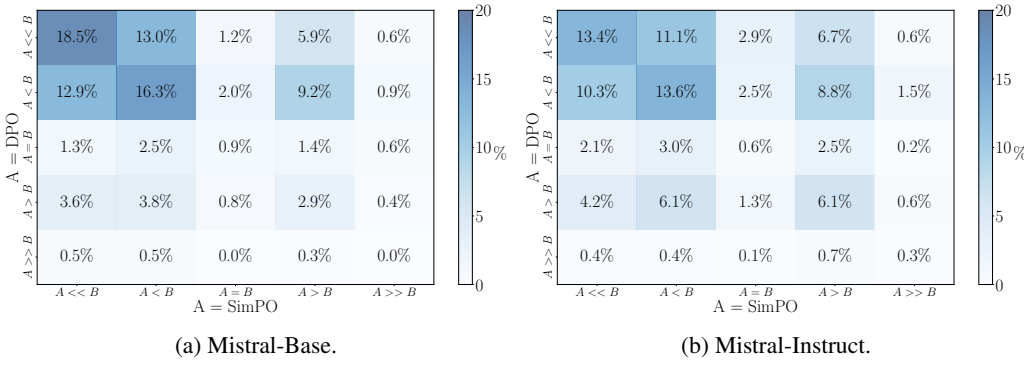 A << B 18.5% 13.0% 1.2% 5.9% 0.6%
A < B 12.9% 16.3% 2.0% 9.2% 0.9%
A = B 1.3% 2.5% 0.9% 1.4% 0.6%
A > B 3.6% 3.8% 0.8% 2.9% 0.4%
A >> B 0.5% 0.5% 0.0% 0.3% 0.0%
A = DPO
A << B A < B A = B A > B A >> B
A = SimPO
20
15
10
5
0
%
(a) Mistral-Base.
A << B 13.4% 11.1% 2.9% 6.7% 0.6%
A < B 10.3% 13.6% 2.5% 8.8% 1.5%
A = B 2.1% 3.0% 0.6% 2.5% 0.2%
A > B 4.2% 6.1% 1.3% 6.1% 0.6%
A >> B 0.4% 0.4% 0.1% 0.7% 0.3%
A = DPO
A << B A < B A = B A > B A >> B
A = SimPO
20
15
10
5
0
%
(b) Mistral-Instruct.